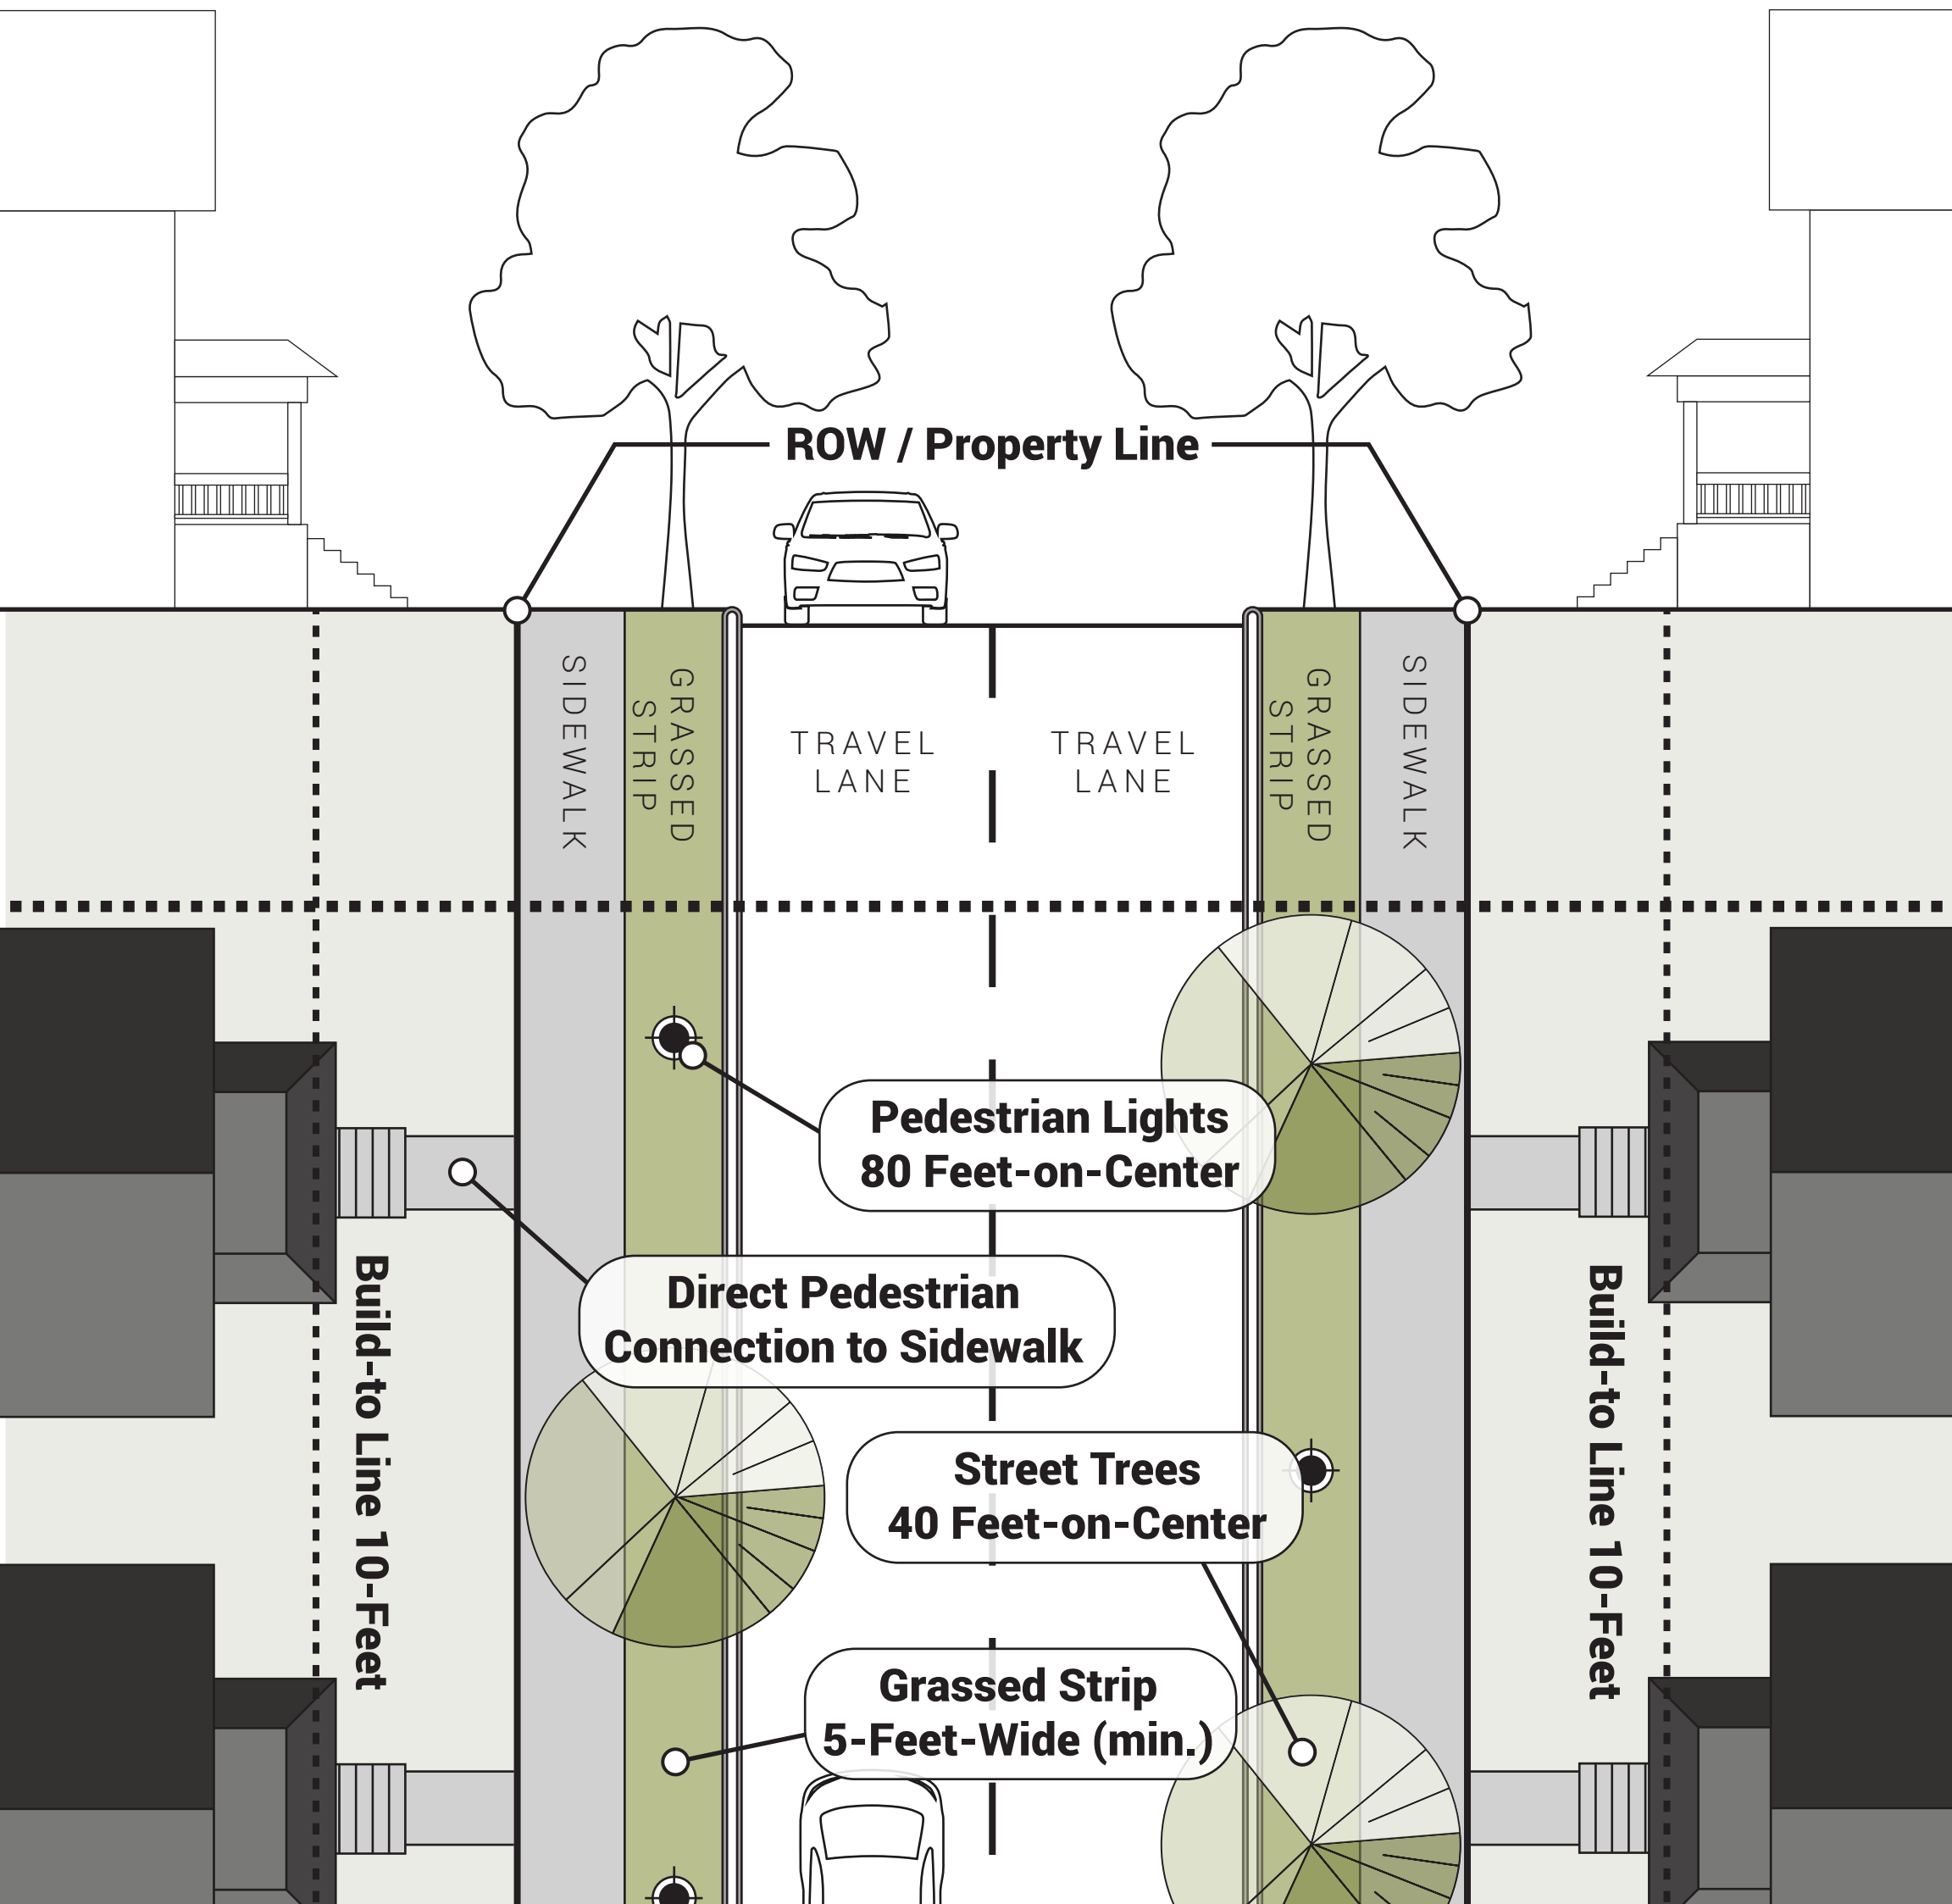 ROW / Property Line
SIDEWALK
GRASSED
STRIP
TRAVEL
LANE
TRAVEL
LANE
GRASSED
STRIP
SIDEWALK
Pedestrian Lights
80 Feet-on-Center
Direct Pedestrian
Connection to Sidewalk
Build-to Line 10-Feet
Build-to Line 10-Feet
Street Trees
40 Feet-on-Center
Grassed Strip
5-Feet-Wide (min.)